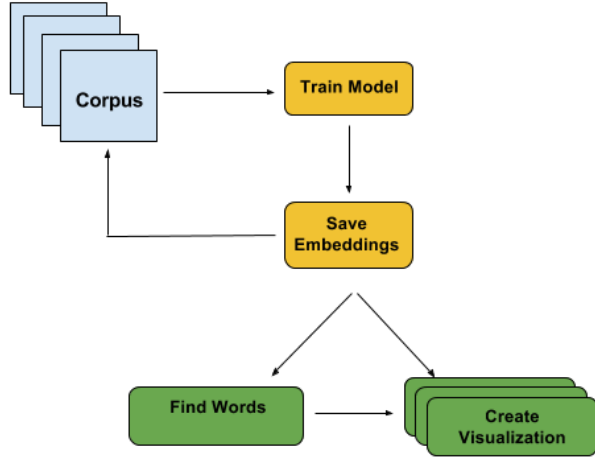 Corpus
Train Model
Save
Embeddings
Find Words
Create
Visualization